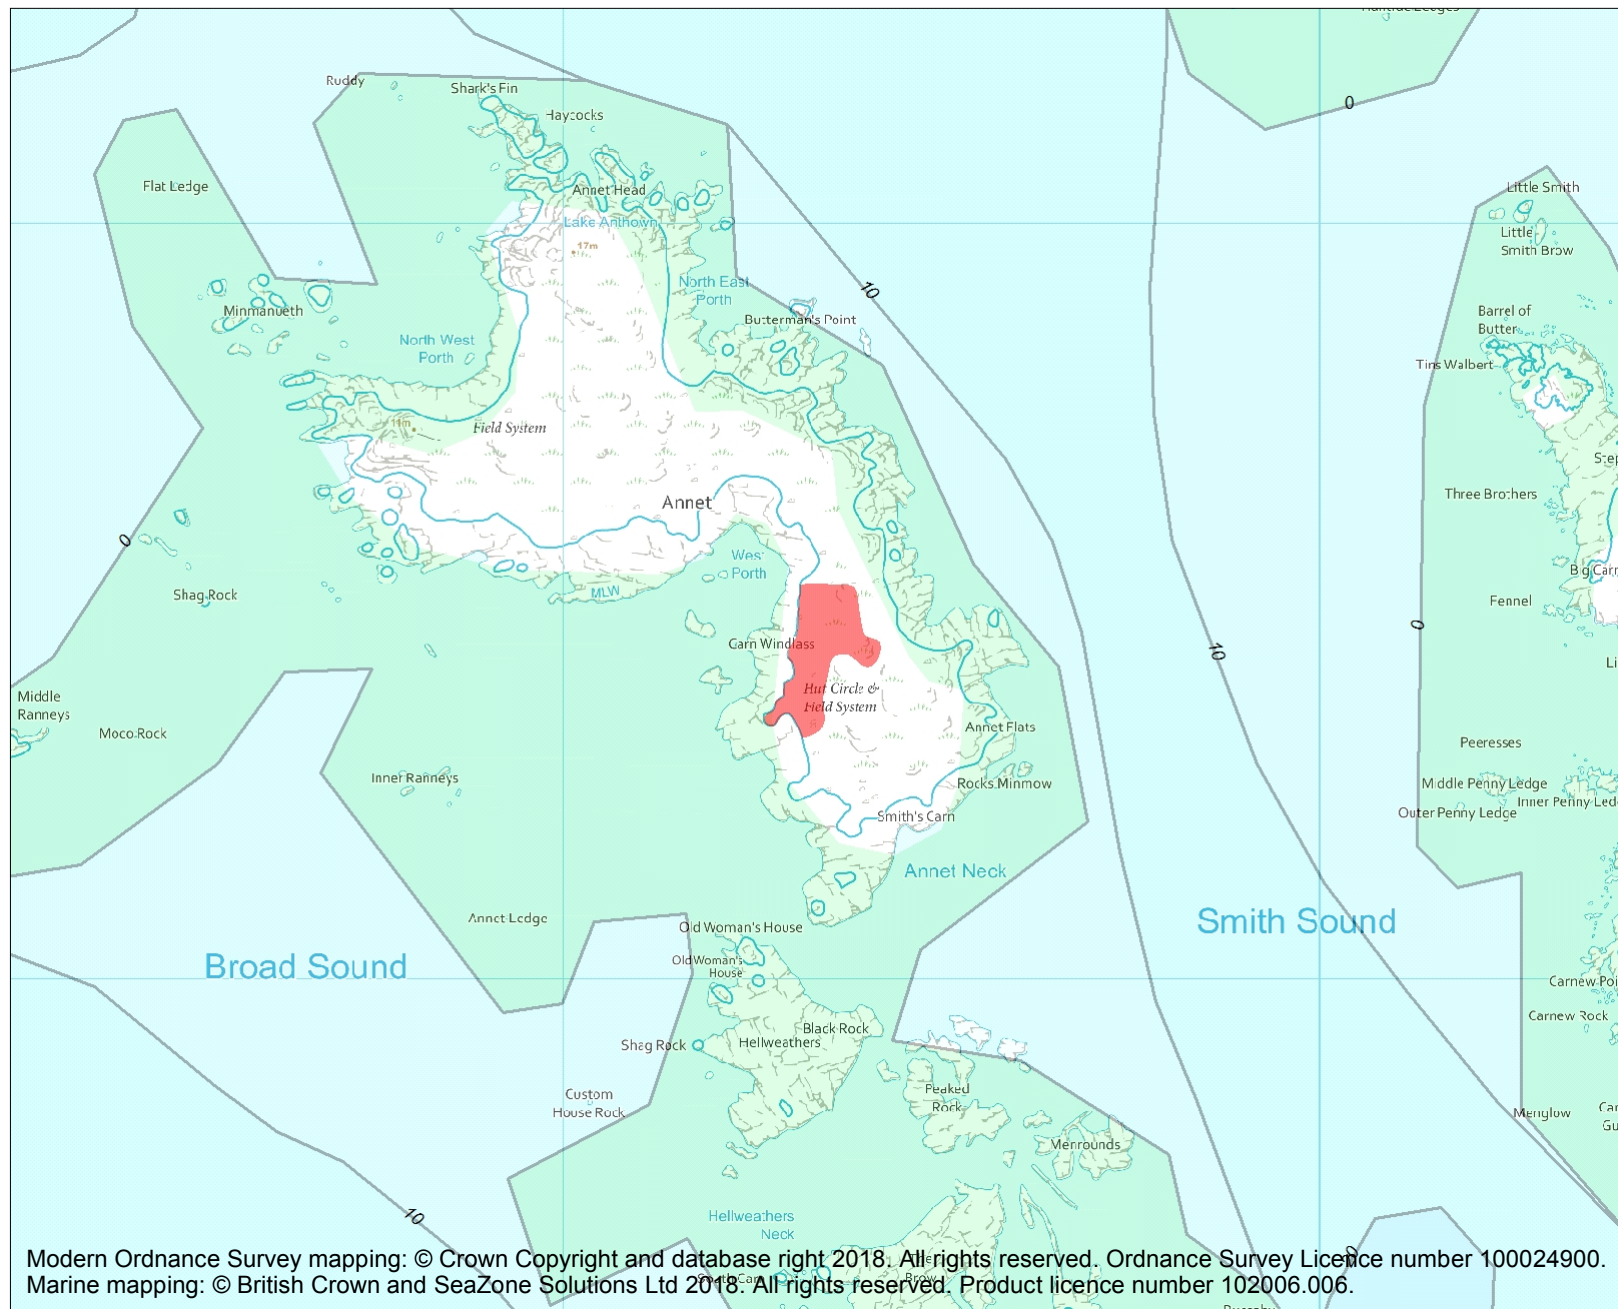 Ruddy
Shark's Fin
Haycocks
Flat Ledge
Annet Head
Lake Anthown
17m
0
Little Smith
Little
Smith Brow
North East
Porth
10
Minmanueth
Butterman's Point
Barrel of
Butter
North West
Porth
Tins Walbert
11m
Field System
Annet
Three Brothers
0
West
Porth
MLW
Shag Rock
Fennel
0
10
Carn Windlass
Hut Circle &
Field System
Middle
Ranneys
Moco Rock
Annet Flats
Peeresses
Inner Ranneys
Rocks Minmow
Middle Penny Ledge
Inner Penny Led
Outer Penny Ledge
Smith's Carn
Annet Neck
Annet Ledge
Old Woman's House
Smith Sound
Broad Sound
Old Woman's
House
Carnew Poi
Black Rock
Hellweathers
Carnew Rock
Shag Rock
Peaked
Rock
Custom
House Rock
Menglow
Merrounds
10
Hellweathers
Neck
Modern Ordnance Survey mapping: © Crown Copyright and database right 2018. All rights reserved. Ordnance Survey Licence number 100024900.
Marine mapping: © British Crown and SeaZone Solutions Ltd 2018. All rights reserved. Product licence number 102006.006.